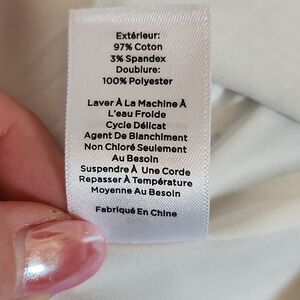 Extérieur:
97% Coton
3% Spandex
Doublure:
100% Polyester
Laver À La Machine À
L'eau Froide
Cycle Délicat
Agent De Blanchiment
Non Chloré Seulement
Au Besoin
Suspendre À Une Corde
Repasser À Température
Moyenne Au Besoin
Fabriqué En Chine